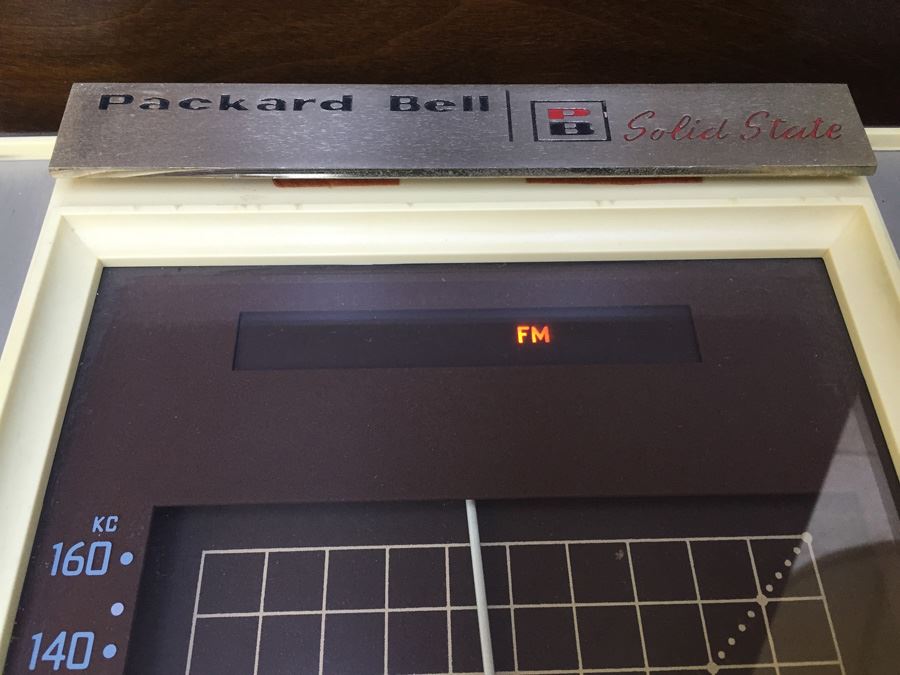 Packard Bell PB Solid State
FM
KC
160
140